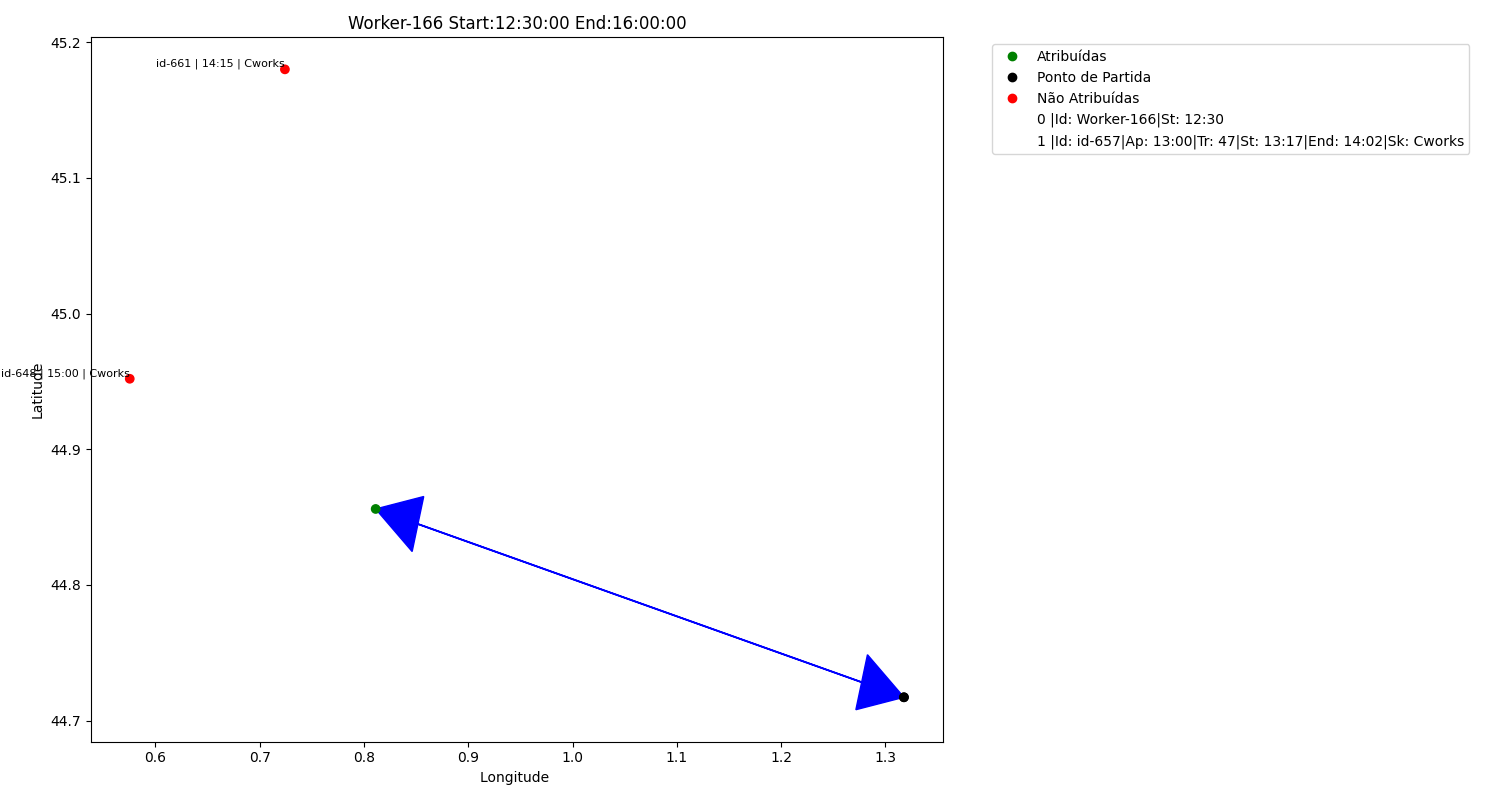 Worker-166 Start:12:30:00 End:16:00:00
45.2
45.1
45.0
44.9
44.8
44.7
Latitude
id-661 | 14:15 | Cworks
id-648 | 15:00 | Cworks
0.6 0.7 0.8 0.9 1.0 1.1 1.2 1.3
Longitude
Atribuídas
Ponto de Partida
Não Atribuídas
0 |Id: Worker-166|St: 12:30
1 |Id: id-657|Ap: 13:00|Tr: 47|St: 13:17|End: 14:02|Sk: Cworks